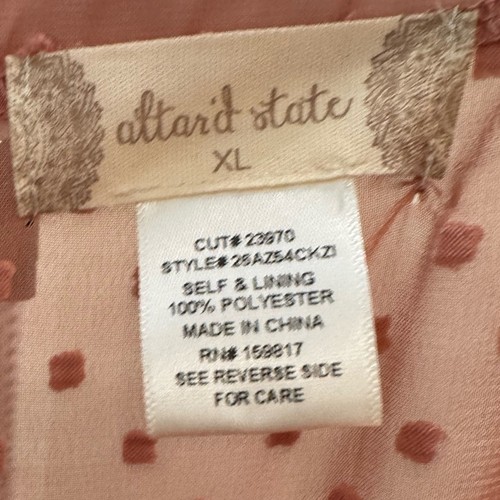 altar'd state
XL
CUT# 23970
STYLE# 26AZ54CKZI
SELF & LINING
100% POLYESTER
MADE IN CHINA
RN# 159817
SEE REVERSE SIDE
FOR CARE